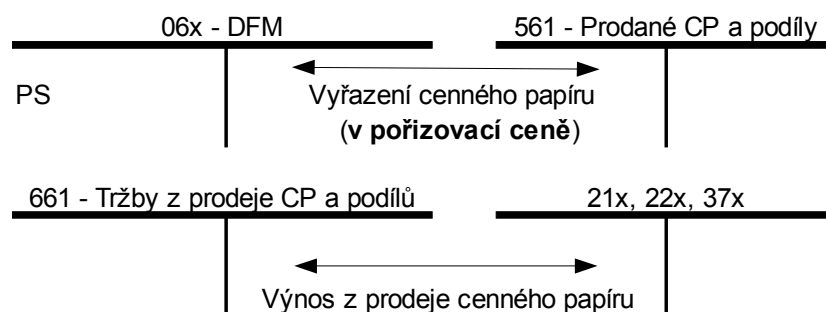 06x - DFM
561 - Prodané CP a podíly
PS
Vyřazení cenného papíru
(v pořizovací ceně)
661 - Tržby z prodeje CP a podílů
21x, 22x, 37x
Výnos z prodeje cenného papíru